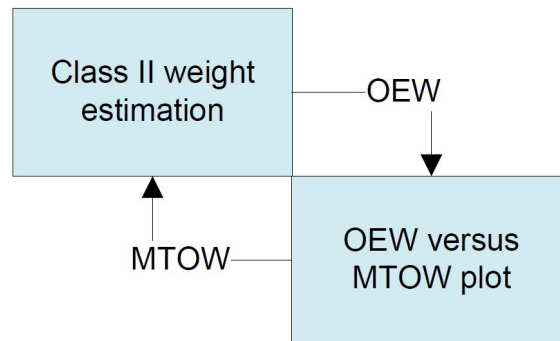 Class II weight
estimation
OEW
MTOW
OEW versus
MTOW plot